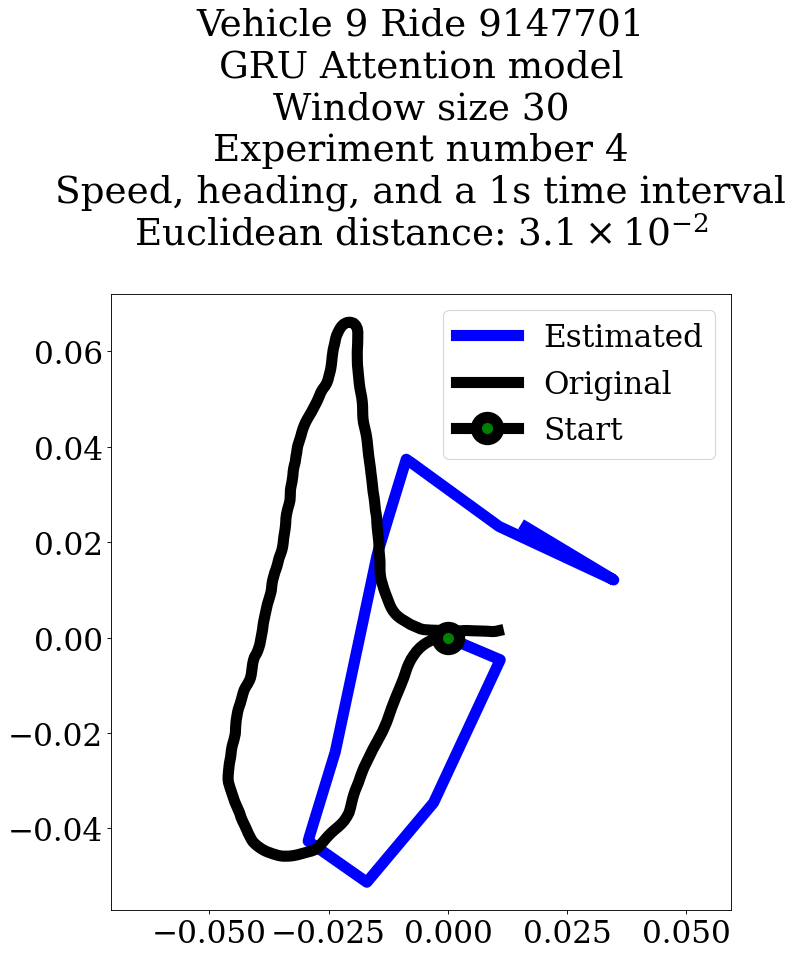 Vehicle 9 Ride 9147701
GRU Attention model
Window size 30
Experiment number 4
Speed, heading, and a 1s time interval
Euclidean distance: 3.1 × 10⁻²
Estimated
Original
Start
0.06
0.04
0.02
0.00
−0.02
−0.04
−0.050 −0.025 0.000 0.025 0.050